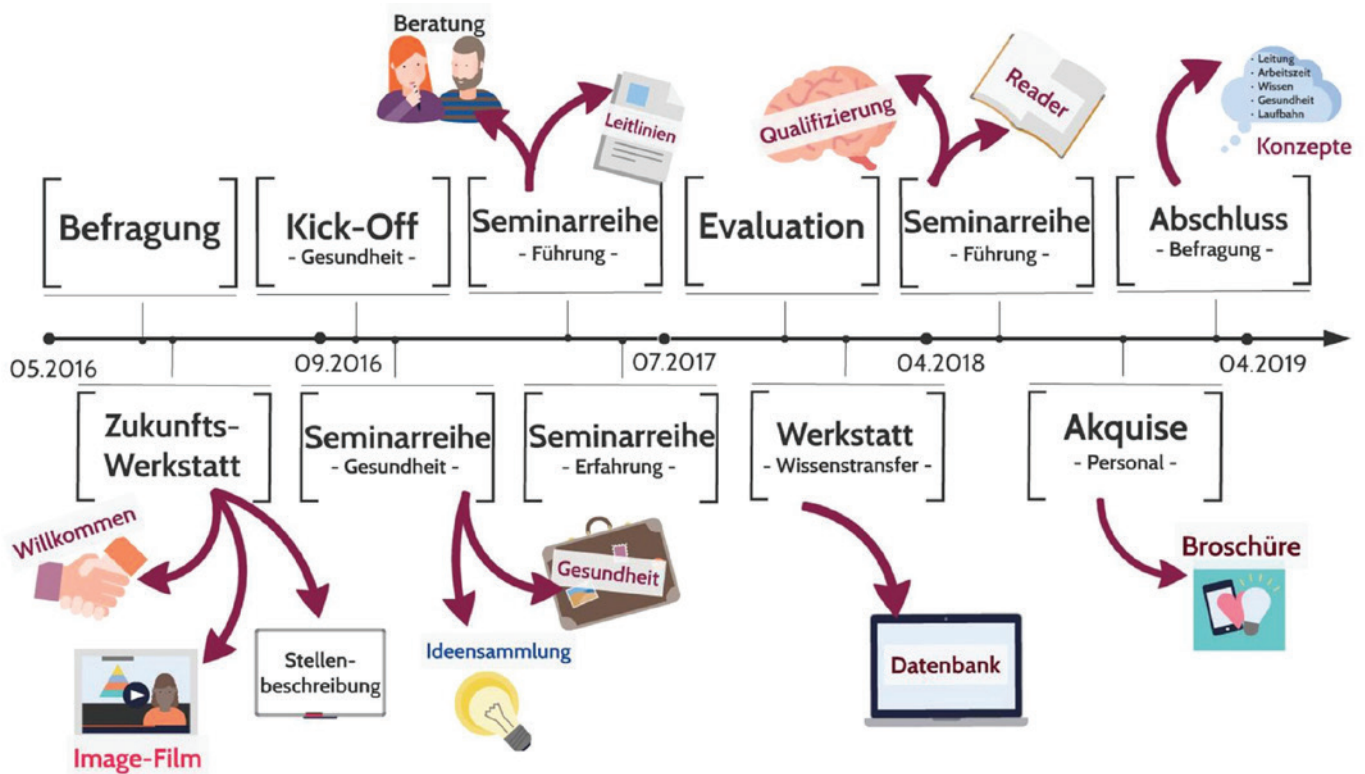 Beratung
Leitlinien
Qualifizierung
Reader
• Leitung
• Arbeitszeit
• Wissen
• Gesundheit
• Laufbahn
Konzepte
Befragung
Kick-Off
- Gesundheit -
Seminarreihe
- Führung -
Evaluation
Seminarreihe
- Führung -
Abschluss
- Befragung -
05.2016
09.2016
07.2017
04.2018
04.2019
Zukunfts-
Werkstatt
Seminarreihe
- Gesundheit -
Seminarreihe
- Erfahrung -
Werkstatt
- Wissenstransfer -
Akquise
- Personal -
Willkommen
Image-Film
Stellen-
beschreibung
Ideensammlung
Gesundheit
Datenbank
Broschüre